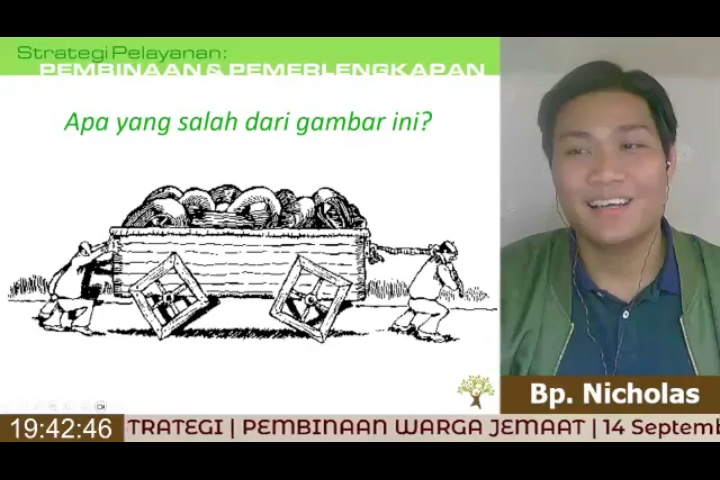 Strategi Pelayanan:
PEMBINAAN & PEMERLENGKAPAN
Apa yang salah dari gambar ini?
Bp. Nicholas
19:42:46 TRATEGI | PEMBINAAN WARGA JEMAAT | 14 Septemb